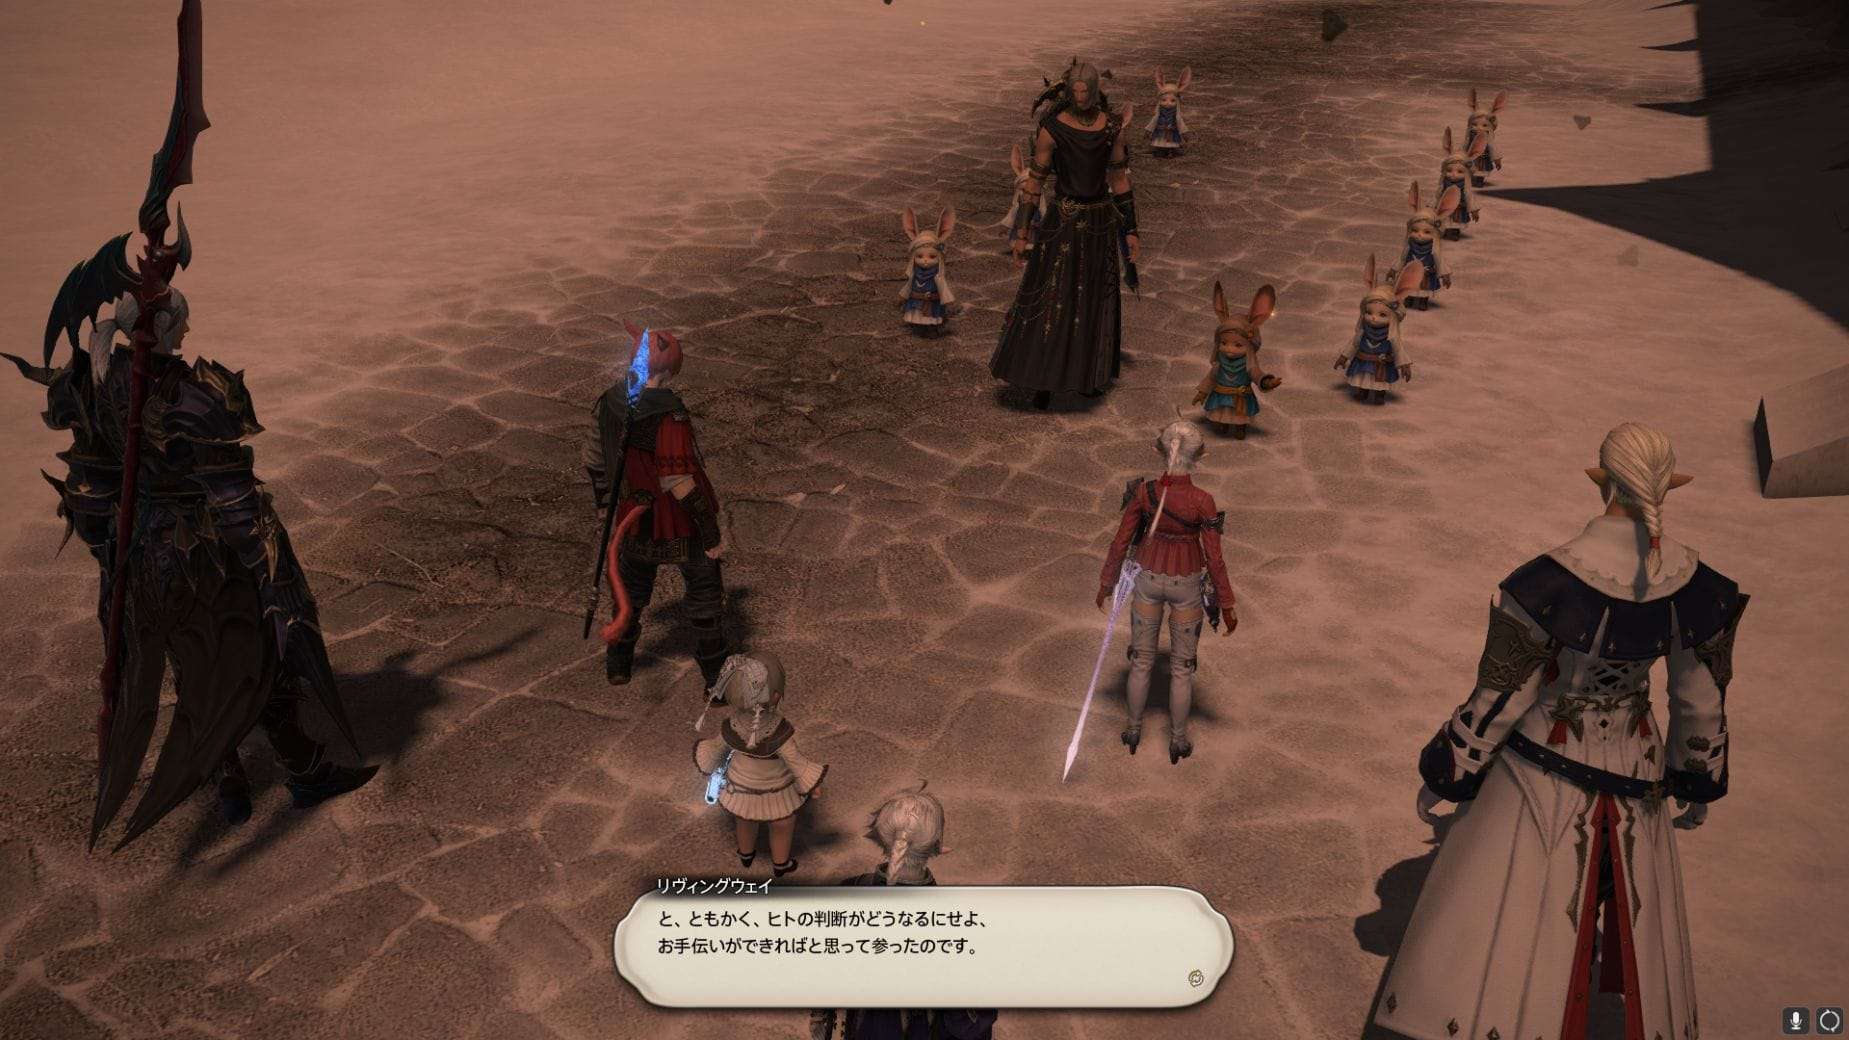 リヴィングウェイ
と、ともかく、ヒトの判断がどうなるにせよ、
お手伝いができればと思って参ったのです。